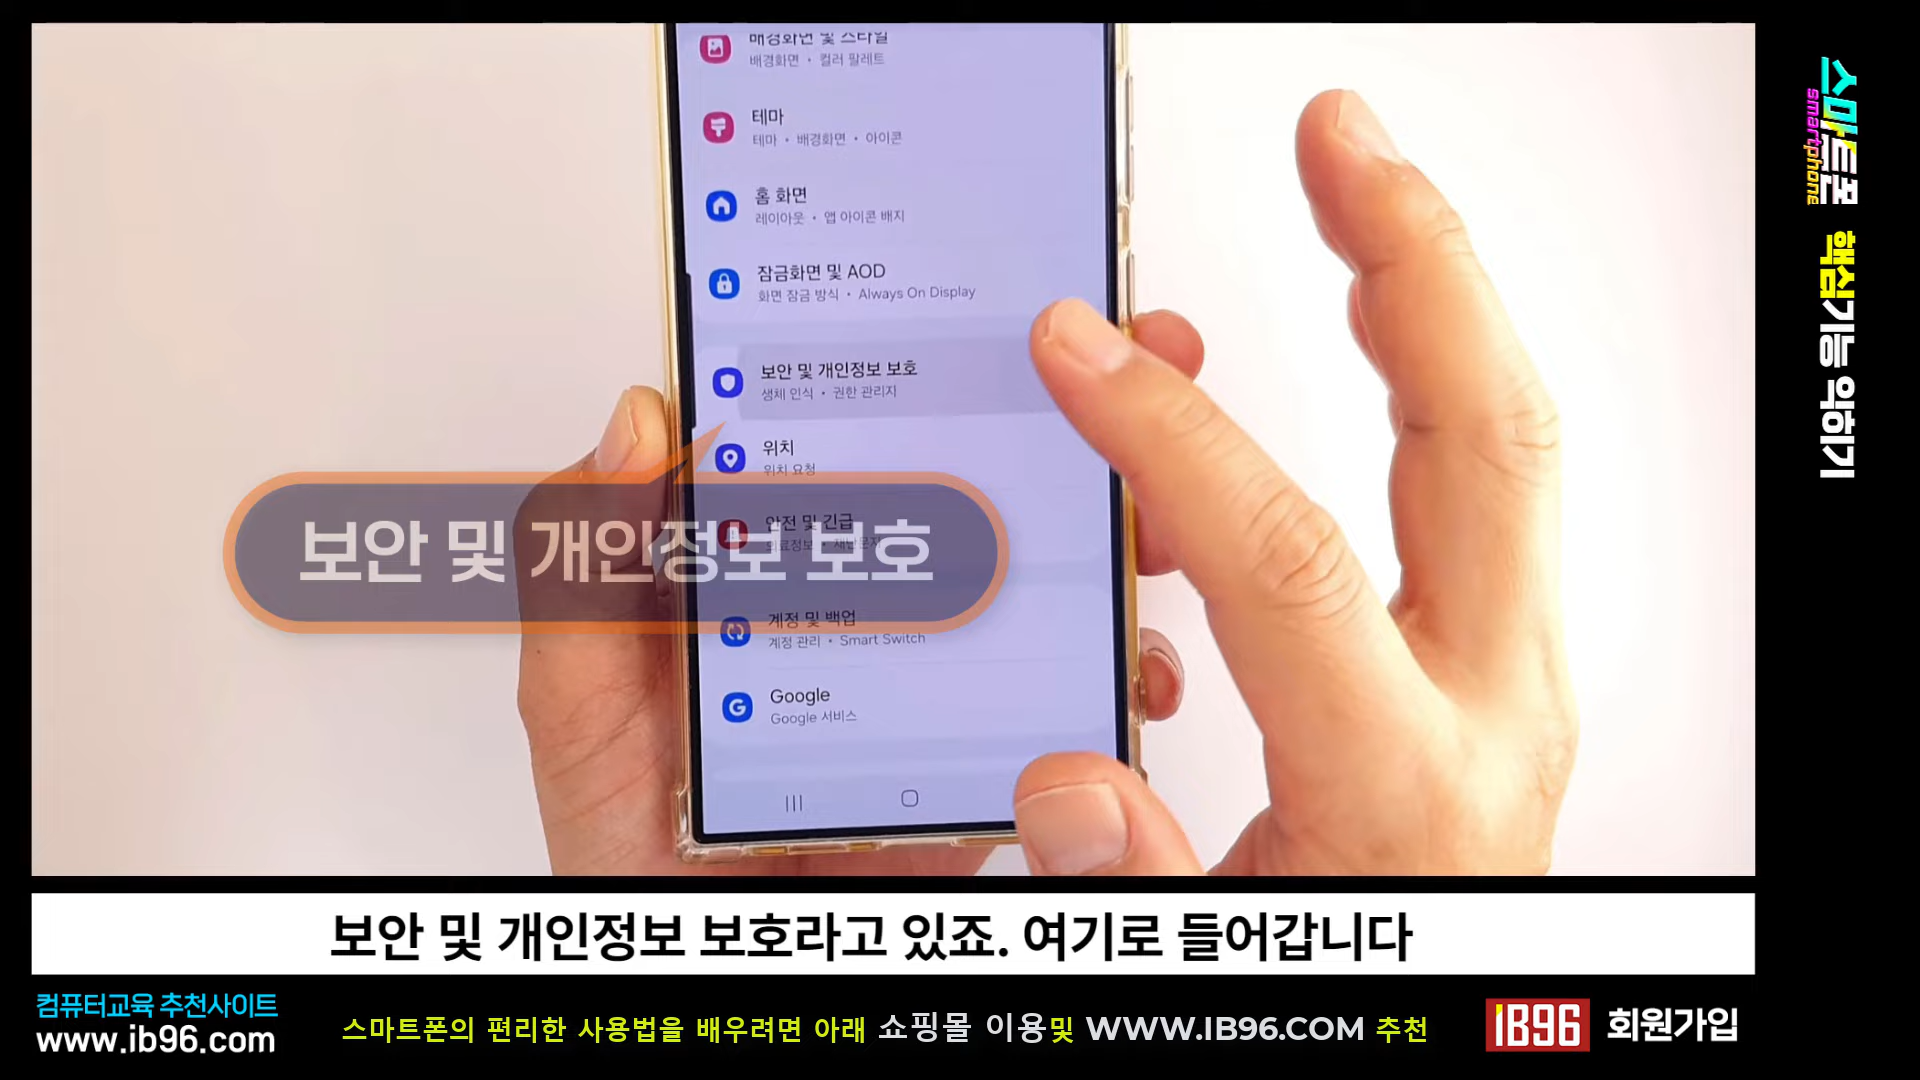 배경화면 및 스타일
배경화면 • 컬러 팔레트
테마
테마 • 배경화면 • 아이콘
홈 화면
레이아웃 • 앱 아이콘 배지
잠금화면 및 AOD
화면 잠금 방식 • Always On Display
보안 및 개인정보 보호
생체 인식 • 권한 관리자
위치
위치 요청
안전 및 긴급
의료정보 • 재난문자
보안 및 개인정보 보호
계정 및 백업
계정 관리 • Smart Switch
Google
Google 서비스
스마트폰
smartphone
핵심기능 익히기
보안 및 개인정보 보호라고 있죠. 여기로 들어갑니다
컴퓨터교육 추천사이트
www.ib96.com
스마트폰의 편리한 사용법을 배우려면 아래 쇼핑몰 이용및 WWW.IB96.COM 추천
IB96 회원가입